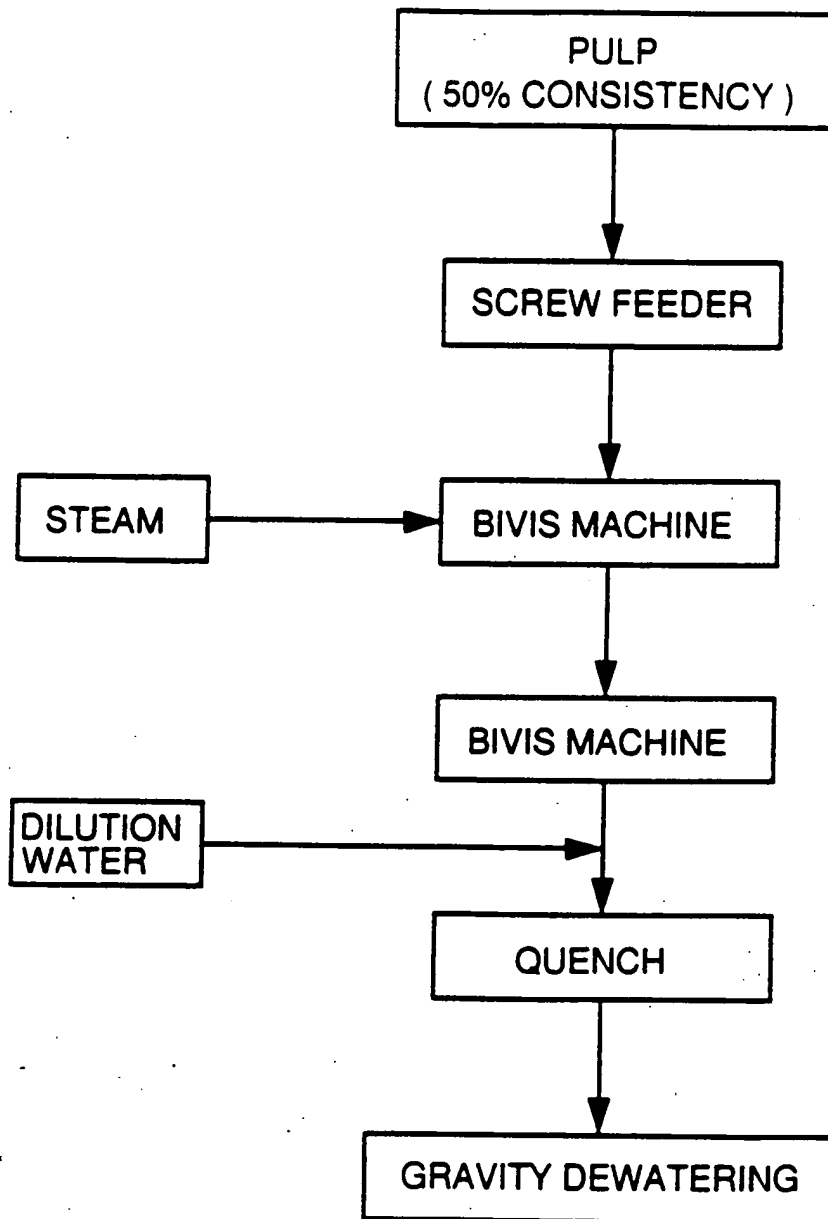 PULP
( 50% CONSISTENCY )
SCREW FEEDER
STEAM
BIVIS MACHINE
BIVIS MACHINE
DILUTION
WATER
QUENCH
GRAVITY DEWATERING